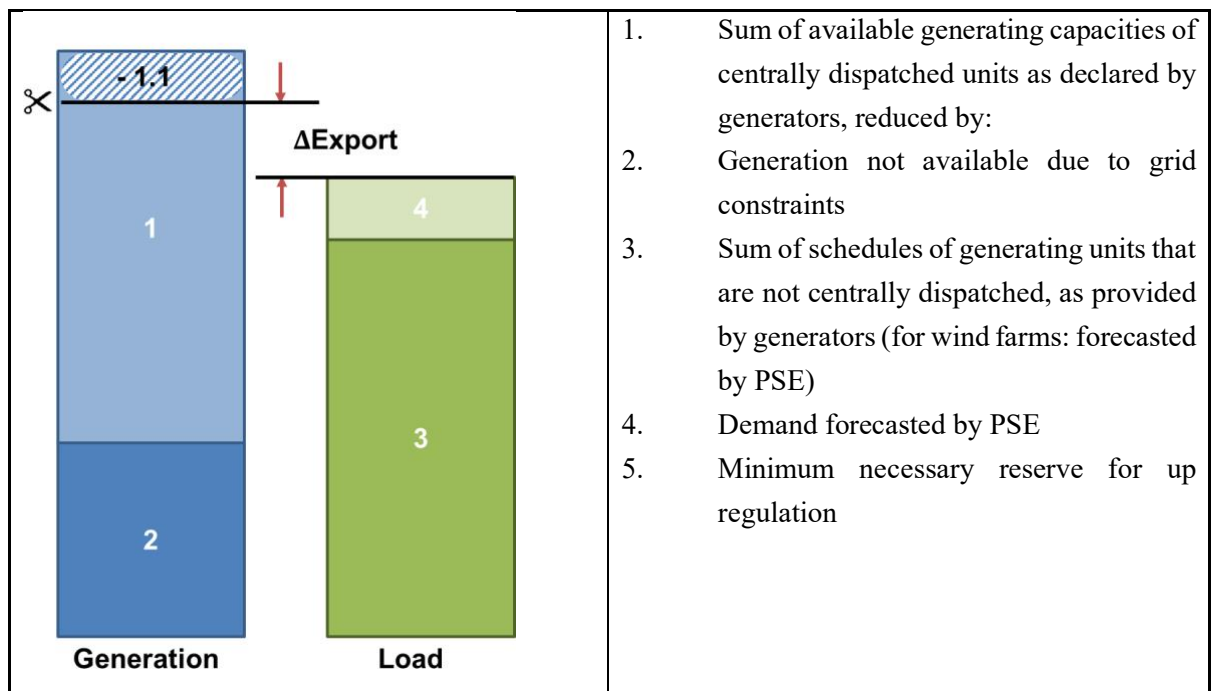 - 1.1
ΔExport
4
1
3
2
Generation
Load
1. Sum of available generating capacities of
centrally dispatched units as declared by
generators, reduced by:
2. Generation not available due to grid
constraints
3. Sum of schedules of generating units that
are not centrally dispatched, as provided
by generators (for wind farms: forecasted
by PSE)
4. Demand forecasted by PSE
5. Minimum necessary reserve for up
regulation